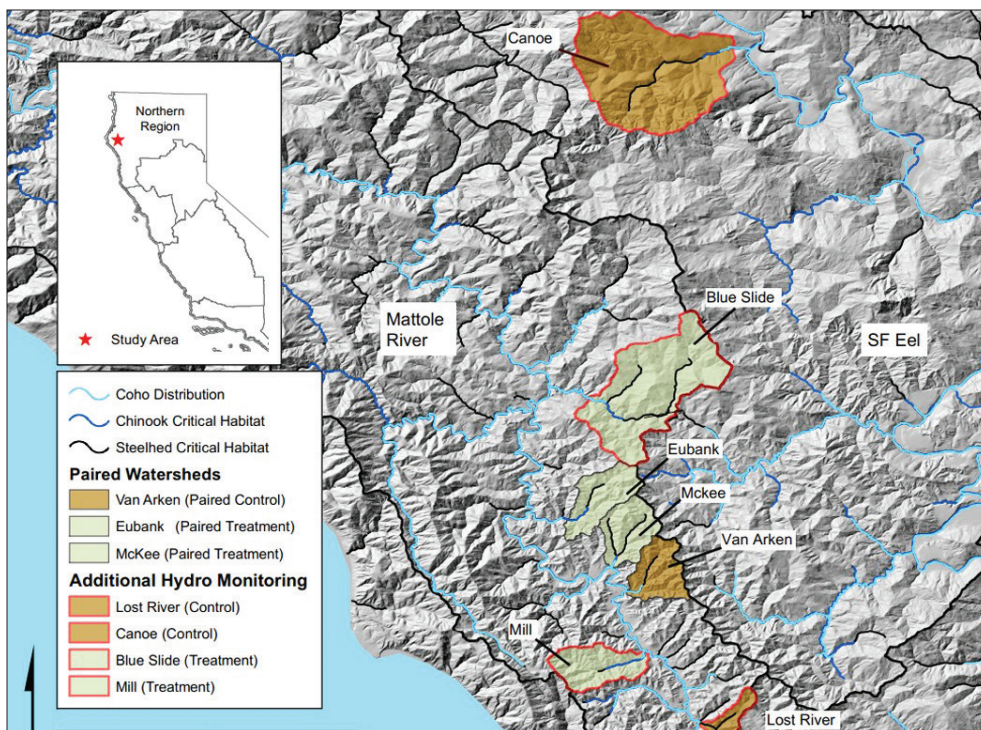 Canoe
Northern
Region
Study Area
Blue Slide
Mattole
River
SF Eel
Coho Distribution
Chinook Critical Habitat
Steelhed Critical Habitat
Paired Watersheds
Van Arken (Paired Control)
Eubank (Paired Treatment)
McKee (Paired Treatment)
Additional Hydro Monitoring
Lost River (Control)
Canoe (Control)
Blue Slide (Treatment)
Mill (Treatment)
Eubank
Mckee
Van Arken
Mill
Lost River